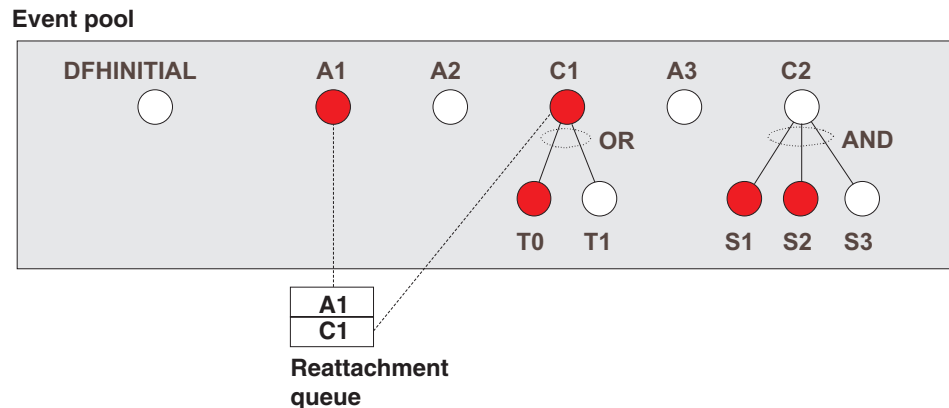 Event pool
DFHINITIAL A1 A2 C1 A3 C2
OR AND
T0 T1 S1 S2 S3
A1
C1
Reattachment
queue